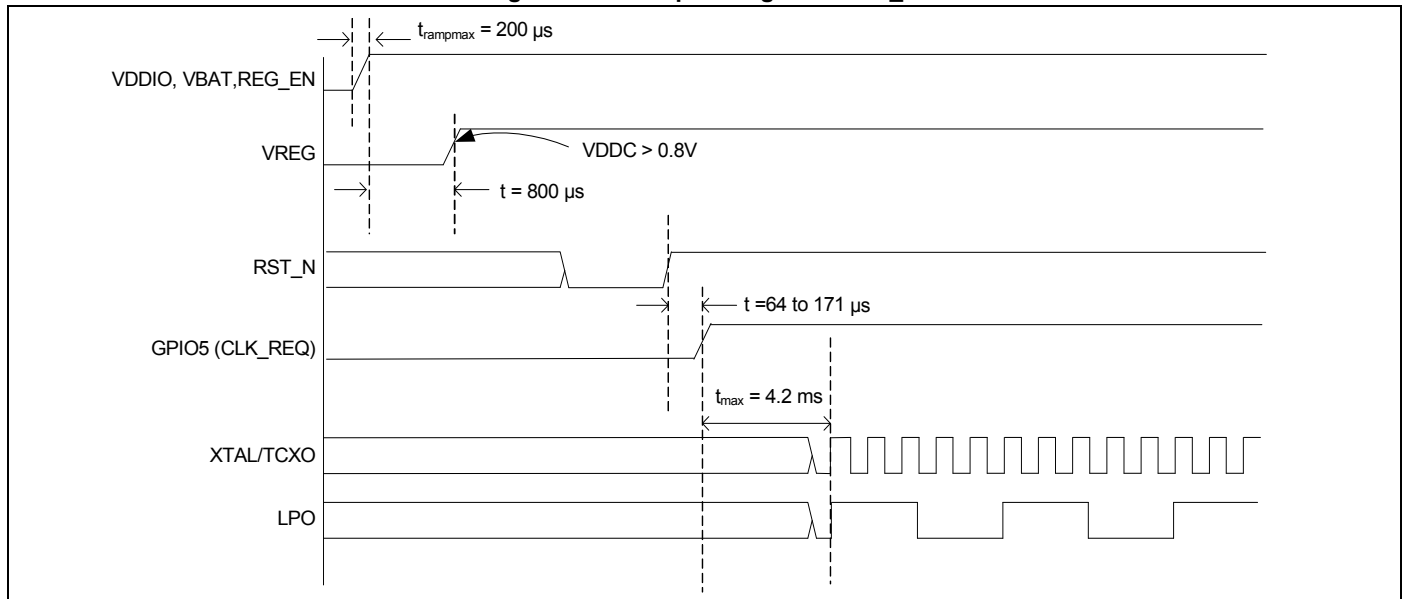 t_rampmax = 200 µs
VDDIO, VBAT,REG_EN
VREG
VDDC > 0.8V
t = 800 µs
RST_N
t =64 to 171 µs
GPIO5 (CLK_REQ)
t_max = 4.2 ms
XTAL/TCXO
LPO